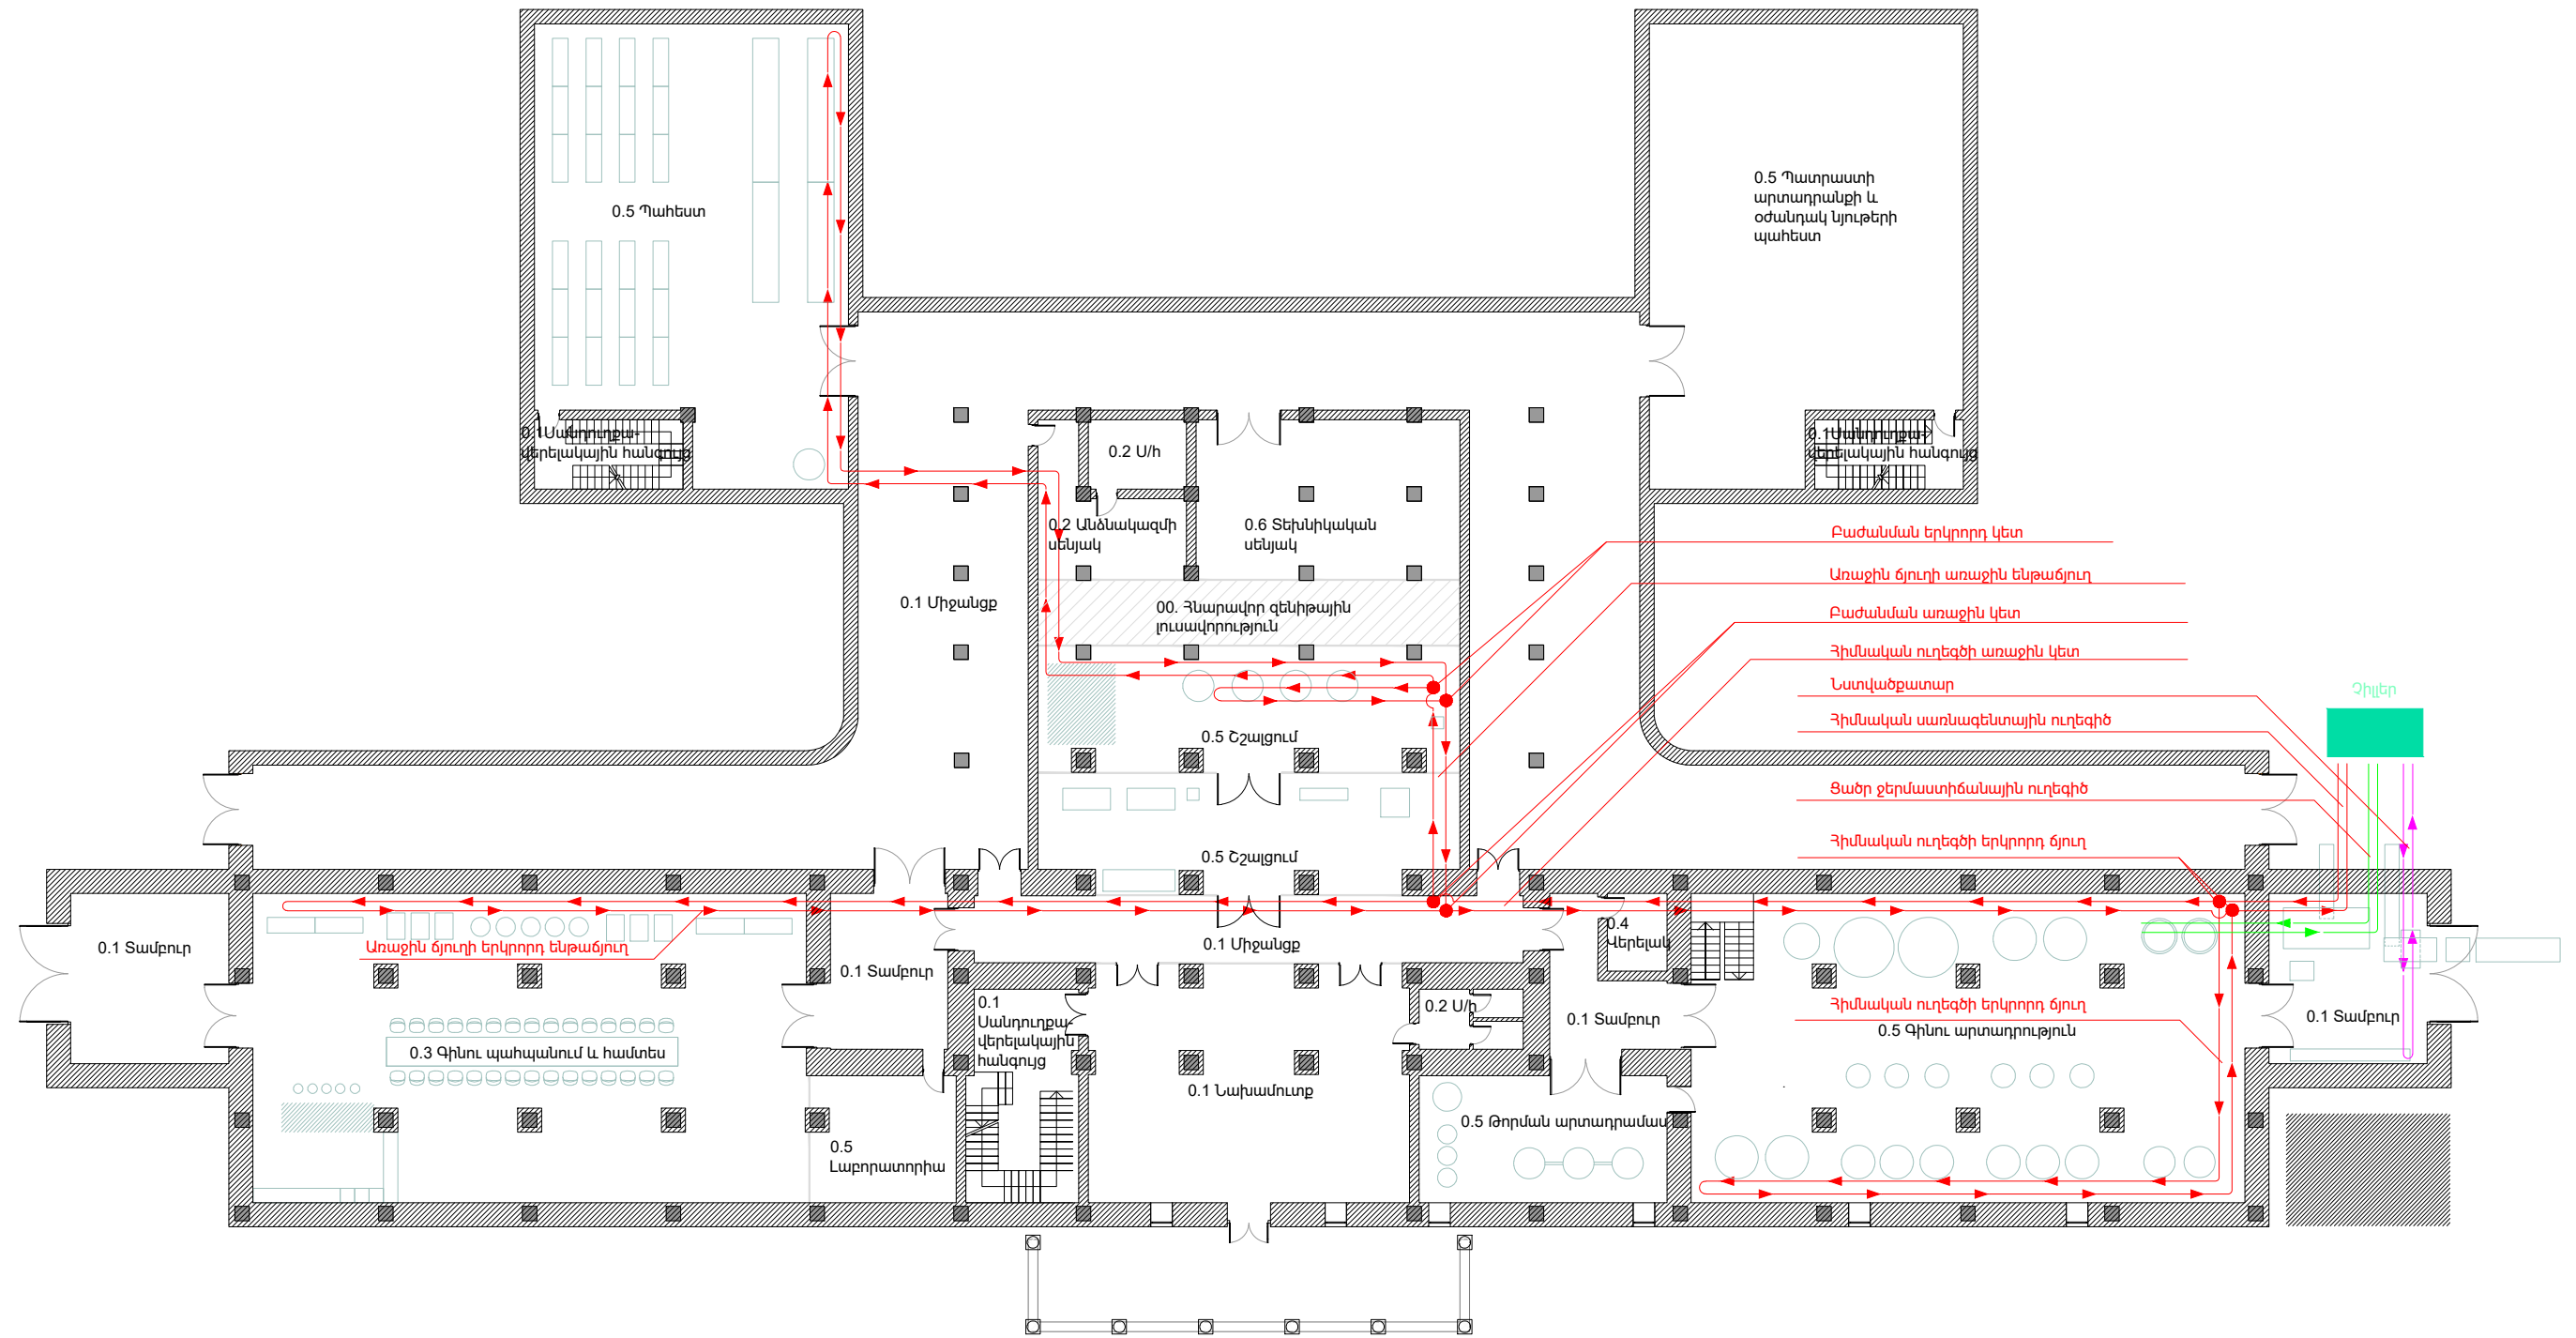 0.5 Պատրաստի
արտադրանքի և
օժանդակ նյութերի
պահեստ
0.5 Պահեստ
0.1Սանդուղքա-
վերելակային հանգույց
0.1Սանդուղքա-
վերելակային հանգույց
0.2 Ս/հ
0.2 Անձնակազմի
սենյակ
0.6 Տեխնիկական
սենյակ
Բաժանման երկրորդ կետ
Առաջին ճյուղի առաջին ենթաճյուղ
0.1 Միջանցք
00. Հնարավոր զենիթային
լուսավորություն
Բաժանման առաջին կետ
Հիմնական ուղեգծի առաջին կետ
Նստվածքատար
Չիլլեր
Հիմնական սառնագենտային ուղեգիծ
0.5 Շշալցում
Ցածր ջերմաստիճանային ուղեգիծ
Հիմնական ուղեգծի երկրորդ ճյուղ
0.5 Շշալցում
0.1 Տամբուր
Առաջին ճյուղի երկրորդ ենթաճյուղ
0.1 Տամբուր
0.1 Միջանցք
0.4
Վերելակ
0.1
Սանդուղքա-
վերելակային
հանգույց
0.2 Ս/հ
0.1 Տամբուր
Հիմնական ուղեգծի երկրորդ ճյուղ
0.5 Գինու արտադրություն
0.1 Տամբուր
0.3 Գինու պահպանում և համտես
0.1 Նախամուտք
0.5 Թորման արտադրամաս
0.5
Լաբորատորիա